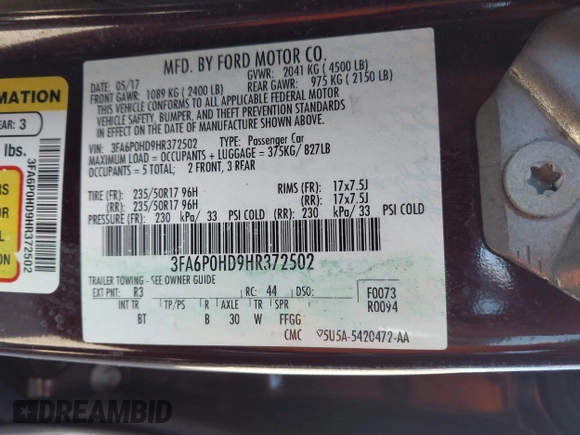 MFD. BY FORD MOTOR CO.
DATE: 05/17 GVWR: 2041 KG ( 4500 LB)
FRONT GAWR: 1089 KG ( 2400 LB) REAR GAWR: 975 KG ( 2150 LB)
THIS VEHICLE CONFORMS TO ALL APPLICABLE FEDERAL MOTOR
VEHICLE SAFETY, BUMPER, AND THEFT PREVENTION STANDARDS
IN EFFECT ON THE DATE OF MANUFACTURE SHOWN ABOVE.
VIN: 3FA6P0HD9HR372502 TYPE: Passenger Car
MAXIMUM LOAD = OCCUPANTS + LUGGAGE = 375KG/ 827LB
OCCUPANTS = 5 TOTAL; 2 FRONT, 3 REAR
TIRE (FR): 235/50R17 96H RIMS (FR): 17x7.5J
(RR): 235/50R17 96H (RR): 17x7.5J
PRESSURE (FR): 230 kPa/ 33 PSI COLD (RR): 230 kPa/ 33 PSI COLD
3FA6P0HD9HR372502
TRAILER TOWING - SEE OWNER GUIDE
EXT PNT: R3 RC: 44 DSO: F0073
R0094
INT TR TP/PS R AXLE TR SPR
BT B 30 W FFGG
CMC 5U5A-5420472-AA
RMATION
EAR: 3
lbs.
3FA6P0HD9HR372502
DREAMBID